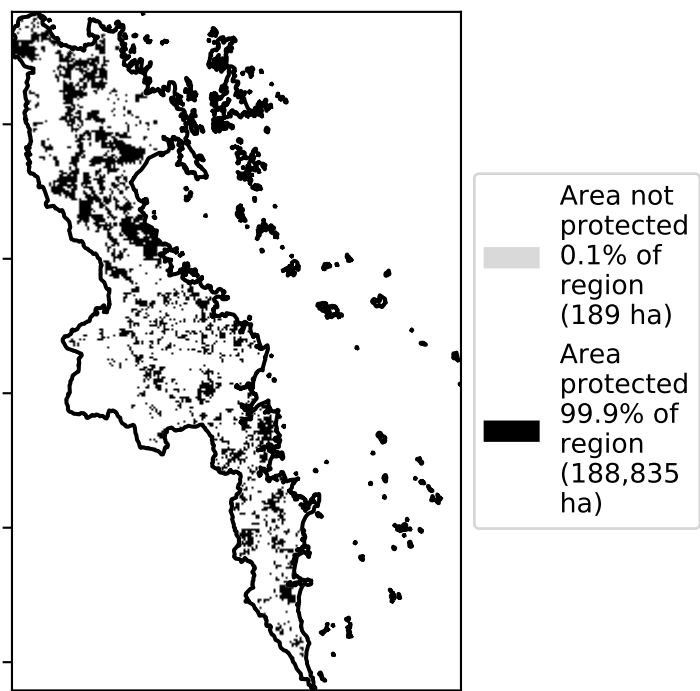 Area not
protected
0.1% of
region
(189 ha)
Area
protected
99.9% of
region
(188,835
ha)